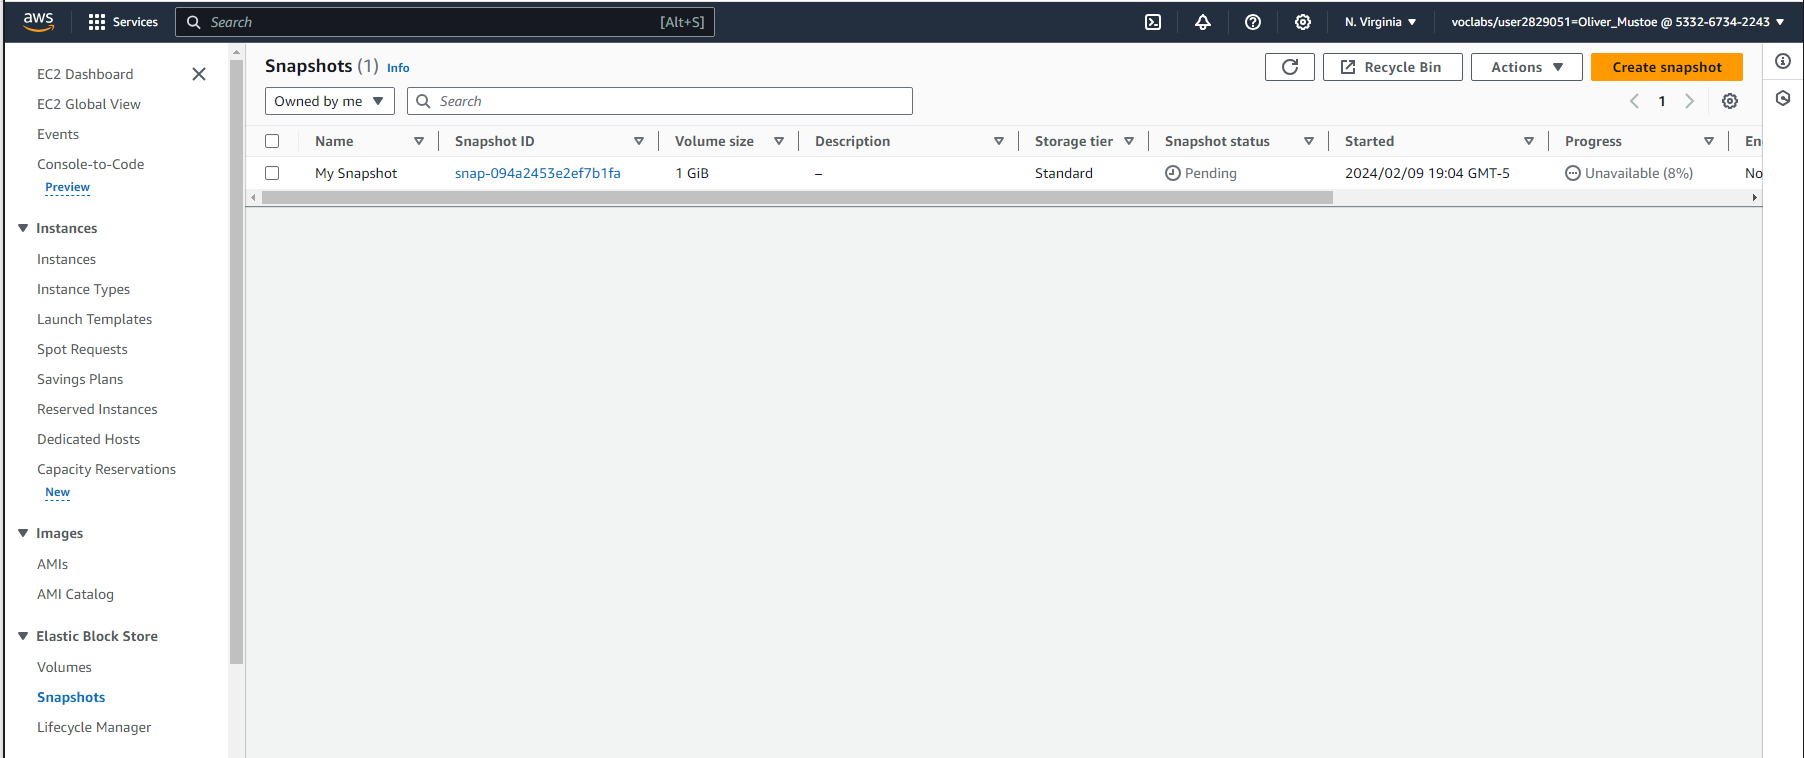 aws Services Search [Alt+S] N. Virginia voclabs/user2829051=Oliver_Mustoe @ 5332-6734-2243
EC2 Dashboard
EC2 Global View
Events
Console-to-Code
Preview
Instances
Instances
Instance Types
Launch Templates
Spot Requests
Savings Plans
Reserved Instances
Dedicated Hosts
Capacity Reservations
New
Images
AMIs
AMI Catalog
Elastic Block Store
Volumes
Snapshots
Lifecycle Manager
Snapshots (1) Info Recycle Bin Actions Create snapshot
Owned by me Search 1
Name Snapshot ID Volume size Description Storage tier Snapshot status Started Progress En
My Snapshot snap-094a2453e2ef7b1fa 1 GiB – Standard Pending 2024/02/09 19:04 GMT-5 Unavailable (8%) No